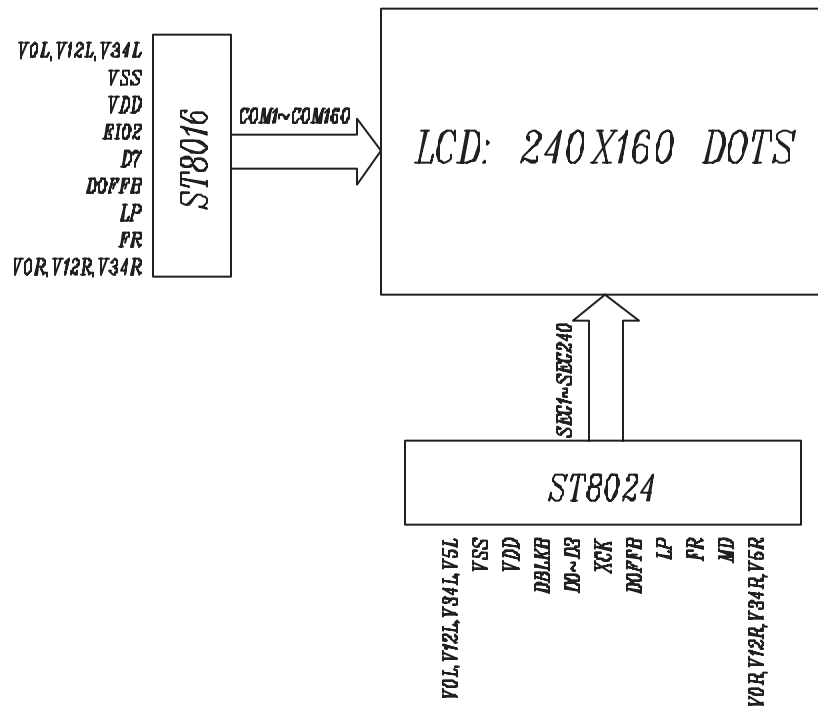 V0L,V12L,V34L
VSS
VDD
EIO2
D7
DOFFB
LP
FR
V0R,V12R,V34R
ST8016
COM1~COM160
LCD: 240X160 DOTS
SEG1~SEG240
ST8024
V0L,V12L,V34L,V5L
VSS
VDD
DBLKB
D0~D3
XCK
DOFFB
LP
FR
MD
V0R,V12R,V34R,V5R